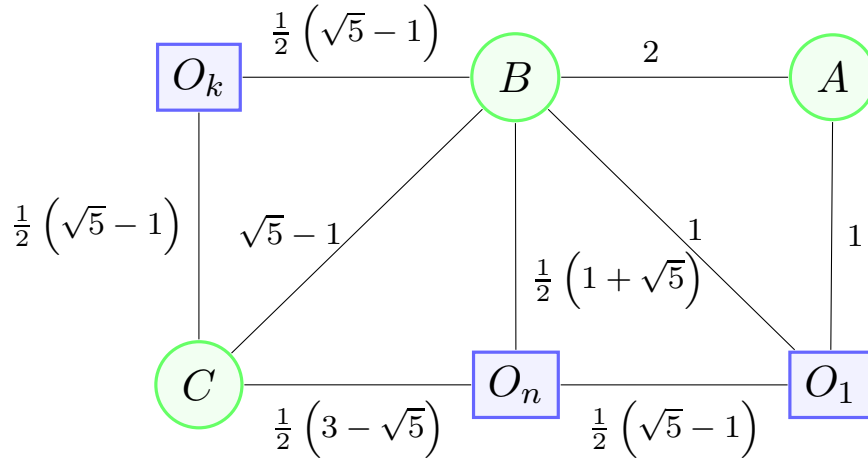 ½ (√5 − 1)
2
O_k
B
A
½ (√5 − 1)
√5 − 1
1
1
½ (1 + √5)
C
O_n
O_1
½ (3 − √5)
½ (√5 − 1)